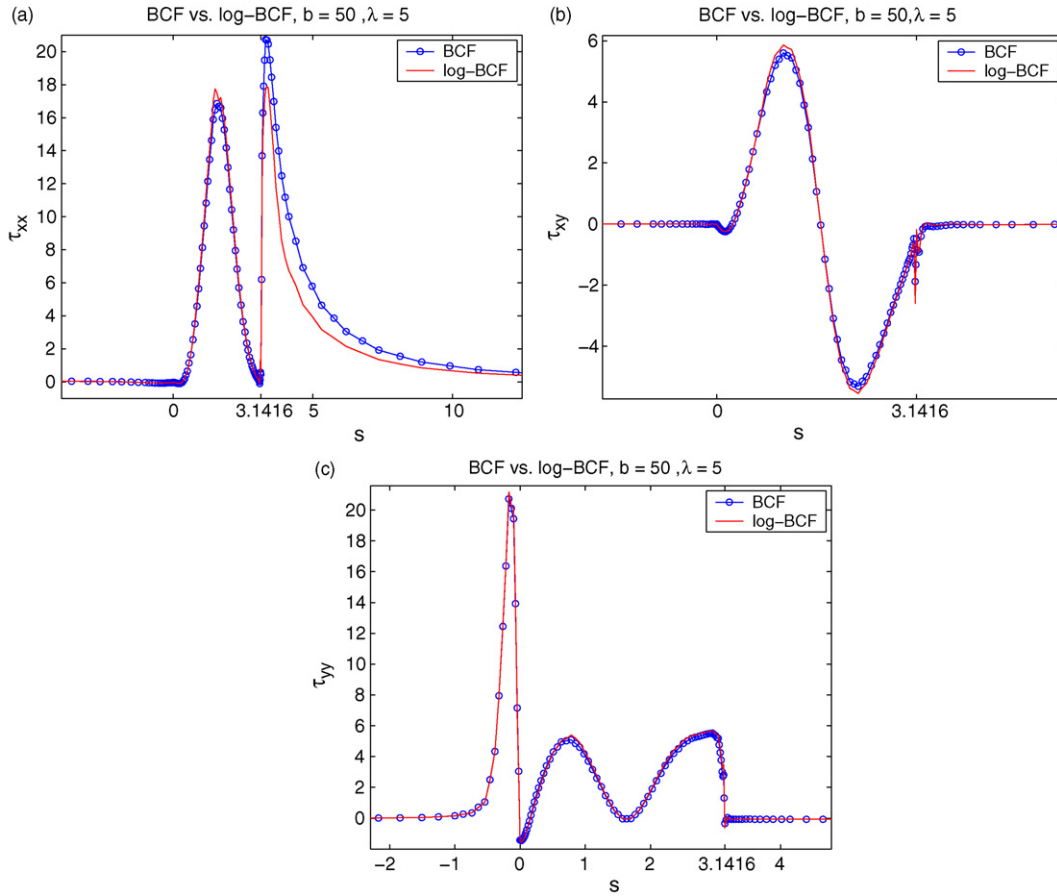 (a)
BCF vs. log−BCF, b = 50 ,λ = 5
20
18
16
14
12
10
8
6
4
2
0
τxx
BCF
log−BCF
0
3.1416
5
10
s
(b)
BCF vs. log−BCF, b = 50,λ = 5
6
4
2
0
−2
−4
τxy
BCF
log−BCF
0
3.1416
s
(c)
BCF vs. log−BCF, b = 50 ,λ = 5
20
18
16
14
12
10
8
6
4
2
0
τyy
BCF
log−BCF
−2
−1
0
1
2
3.1416
4
s